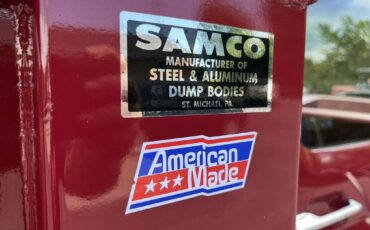 SAMCO
MANUFACTURER OF
STEEL & ALUMINUM
DUMP BODIES
ST. MICHAEL, PA.
American
Made